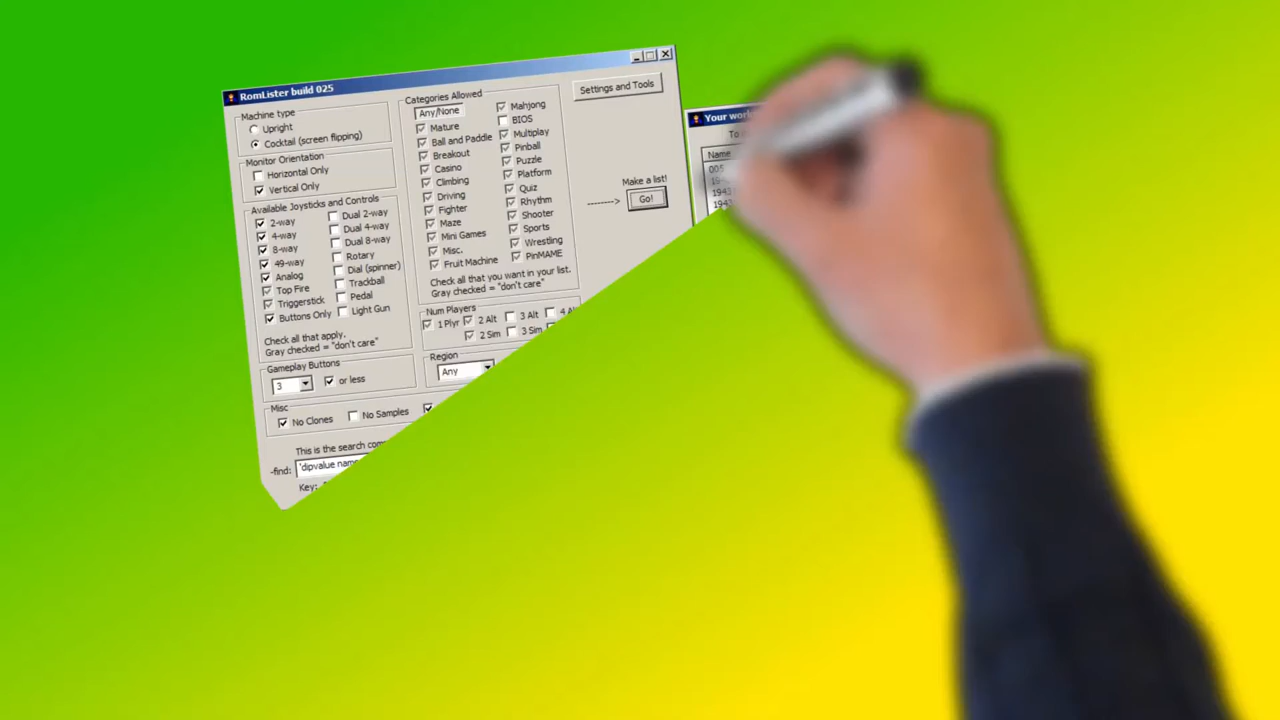 RomLister build 025
Machine type
Upright
Cocktail (screen flipping)
Monitor Orientation
Horizontal Only
Vertical Only
Available Joysticks and Controls
2-way
4-way
8-way
49-way
Analog
Top Fire
Triggerstick
Buttons Only
Dual 2-way
Dual 4-way
Dual 8-way
Rotary
Dial (spinner)
Trackball
Pedal
Light Gun
Check all that apply.
Gray checked = "don't care"
Gameplay Buttons
3
or less
Misc
No Clones
No Samples
Categories Allowed
Any/None
Mature
Ball and Paddle
Breakout
Casino
Climbing
Driving
Fighter
Maze
Mini Games
Misc.
Fruit Machine
Mahjong
BIOS
Multiplay
Pinball
Puzzle
Platform
Quiz
Rhythm
Shooter
Sports
Wrestling
PinMAME
Check all that you want in your list.
Gray checked = "don't care"
Num Players
1 Plyr
2 Alt
3 Alt
2 Sim
3 Sim
Region
Any
Settings and Tools
Make a list!
-------->
Go!
This is the search
-find:
'dipvalue
Key:
Your
Name
005
1943